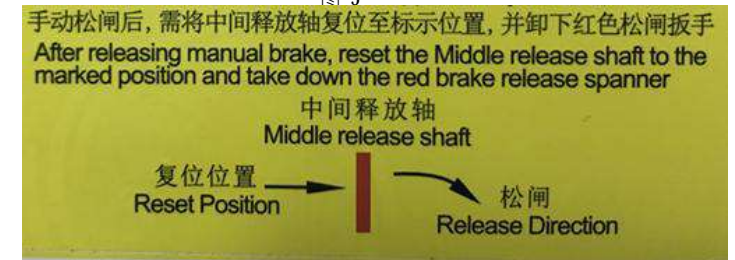 手动松闸后,需将中间释放轴复位至标示位置,并卸下红色松闸扳手
After releasing manual brake, reset the Middle release shaft to the
marked position and take down the red brake release spanner
中间释放轴
Middle release shaft
复位位置
Reset Position
松闸
Release Direction